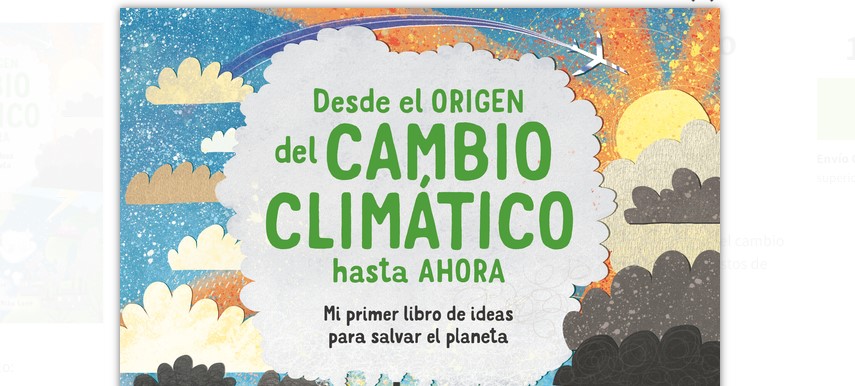 Desde el ORIGEN
del CAMBIO
CLIMÁTICO
hasta AHORA
Mi primer libro de ideas
para salvar el planeta